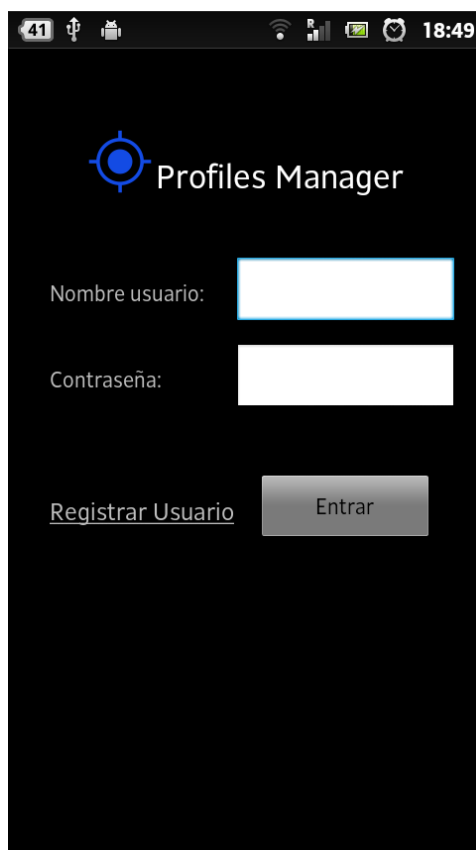 41 R 18:49
Profiles Manager
Nombre usuario:
Contraseña:
Registrar Usuario Entrar